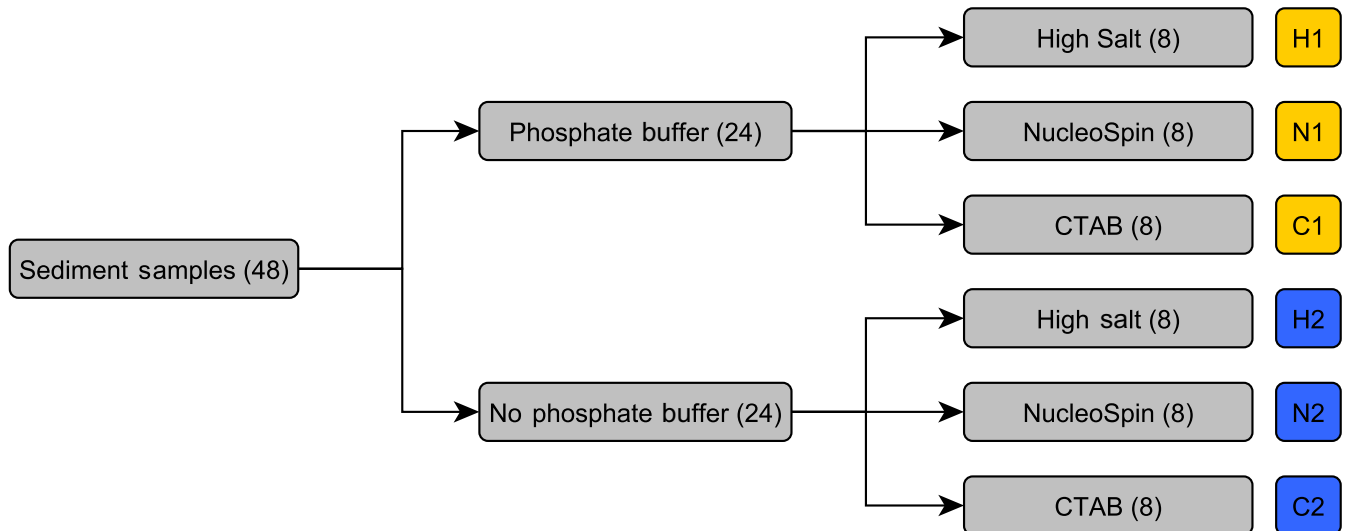 High Salt (8) H1
Phosphate buffer (24) NucleoSpin (8) N1
CTAB (8) C1
Sediment samples (48)
High salt (8) H2
No phosphate buffer (24) NucleoSpin (8) N2
CTAB (8) C2